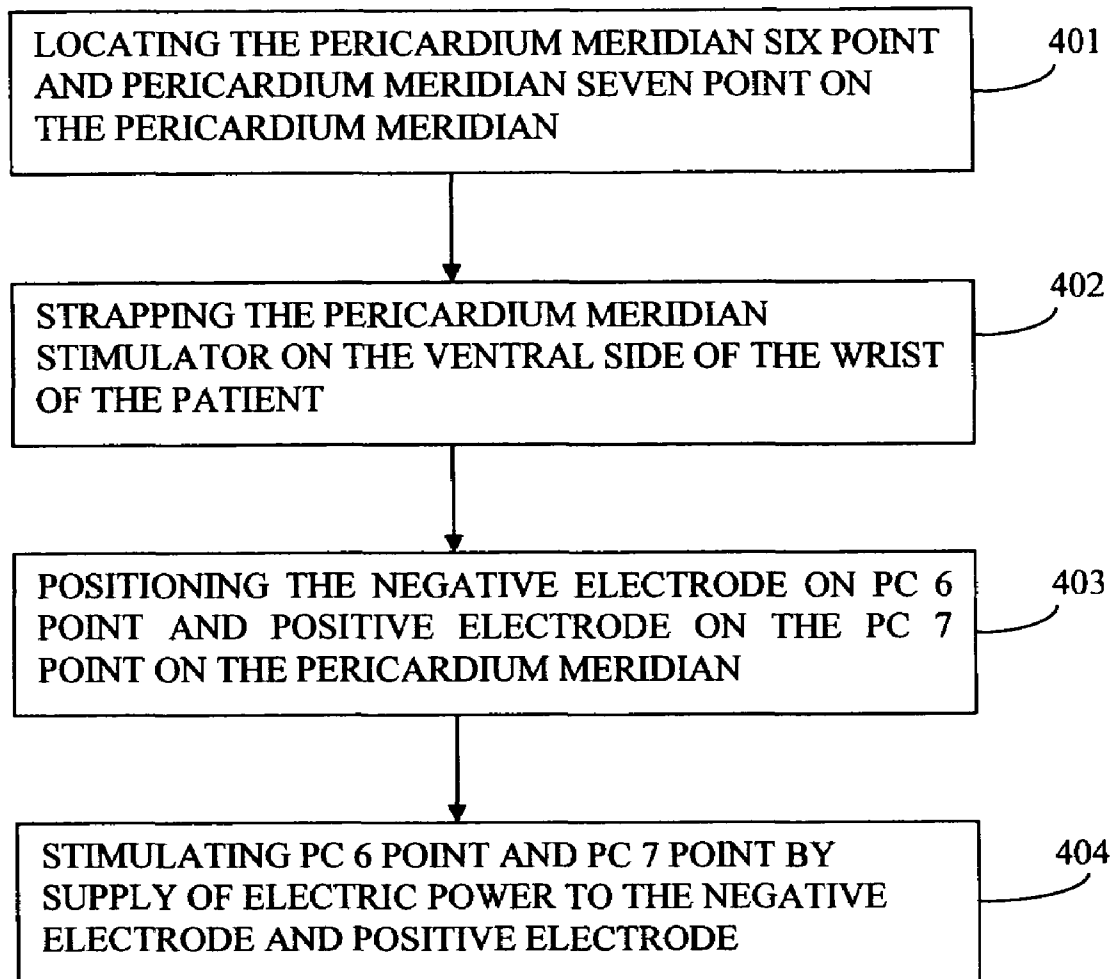 LOCATING THE PERICARDIUM MERIDIAN SIX POINT
AND PERICARDIUM MERIDIAN SEVEN POINT ON
THE PERICARDIUM MERIDIAN
401
STRAPPING THE PERICARDIUM MERIDIAN
STIMULATOR ON THE VENTRAL SIDE OF THE WRIST
OF THE PATIENT
402
POSITIONING THE NEGATIVE ELECTRODE ON PC 6
POINT AND POSITIVE ELECTRODE ON THE PC 7
POINT ON THE PERICARDIUM MERIDIAN
403
STIMULATING PC 6 POINT AND PC 7 POINT BY
SUPPLY OF ELECTRIC POWER TO THE NEGATIVE
ELECTRODE AND POSITIVE ELECTRODE
404